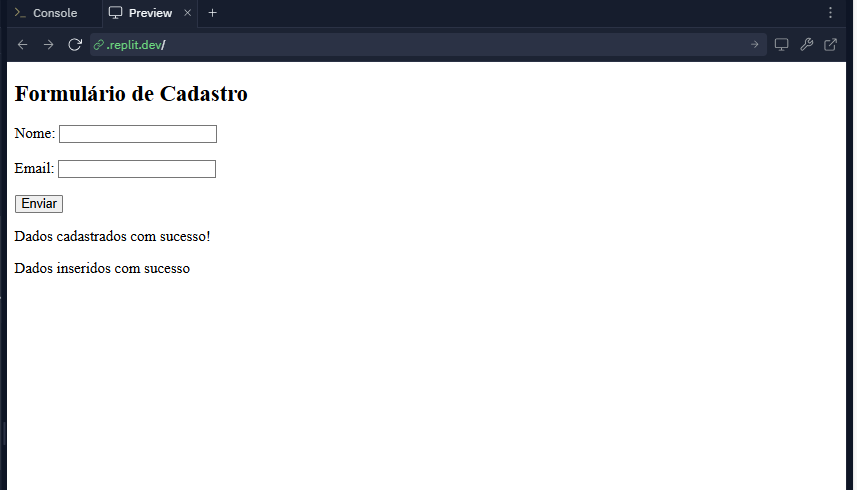 Console
Preview
.replit.dev/
Formulário de Cadastro
Nome:
Email:
Enviar
Dados cadastrados com sucesso!
Dados inseridos com sucesso